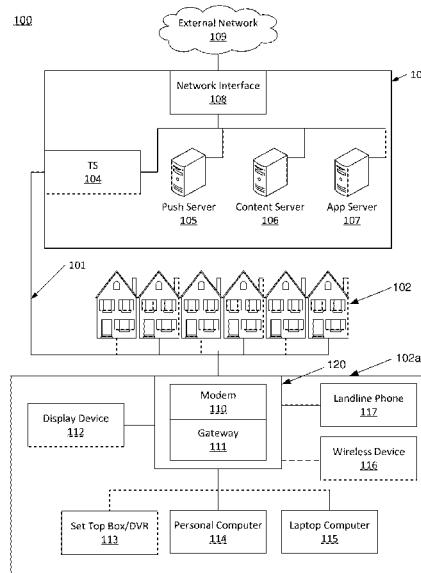 100
External Network
109
Network Interface
108
10
TS
104
Push Server
105
Content Server
106
App Server
107
101
102
102a
120
Modem
110
Gateway
111
Display Device
112
Landline Phone
117
Wireless Device
116
Set Top Box/DVR
113
Personal Computer
114
Laptop Computer
115